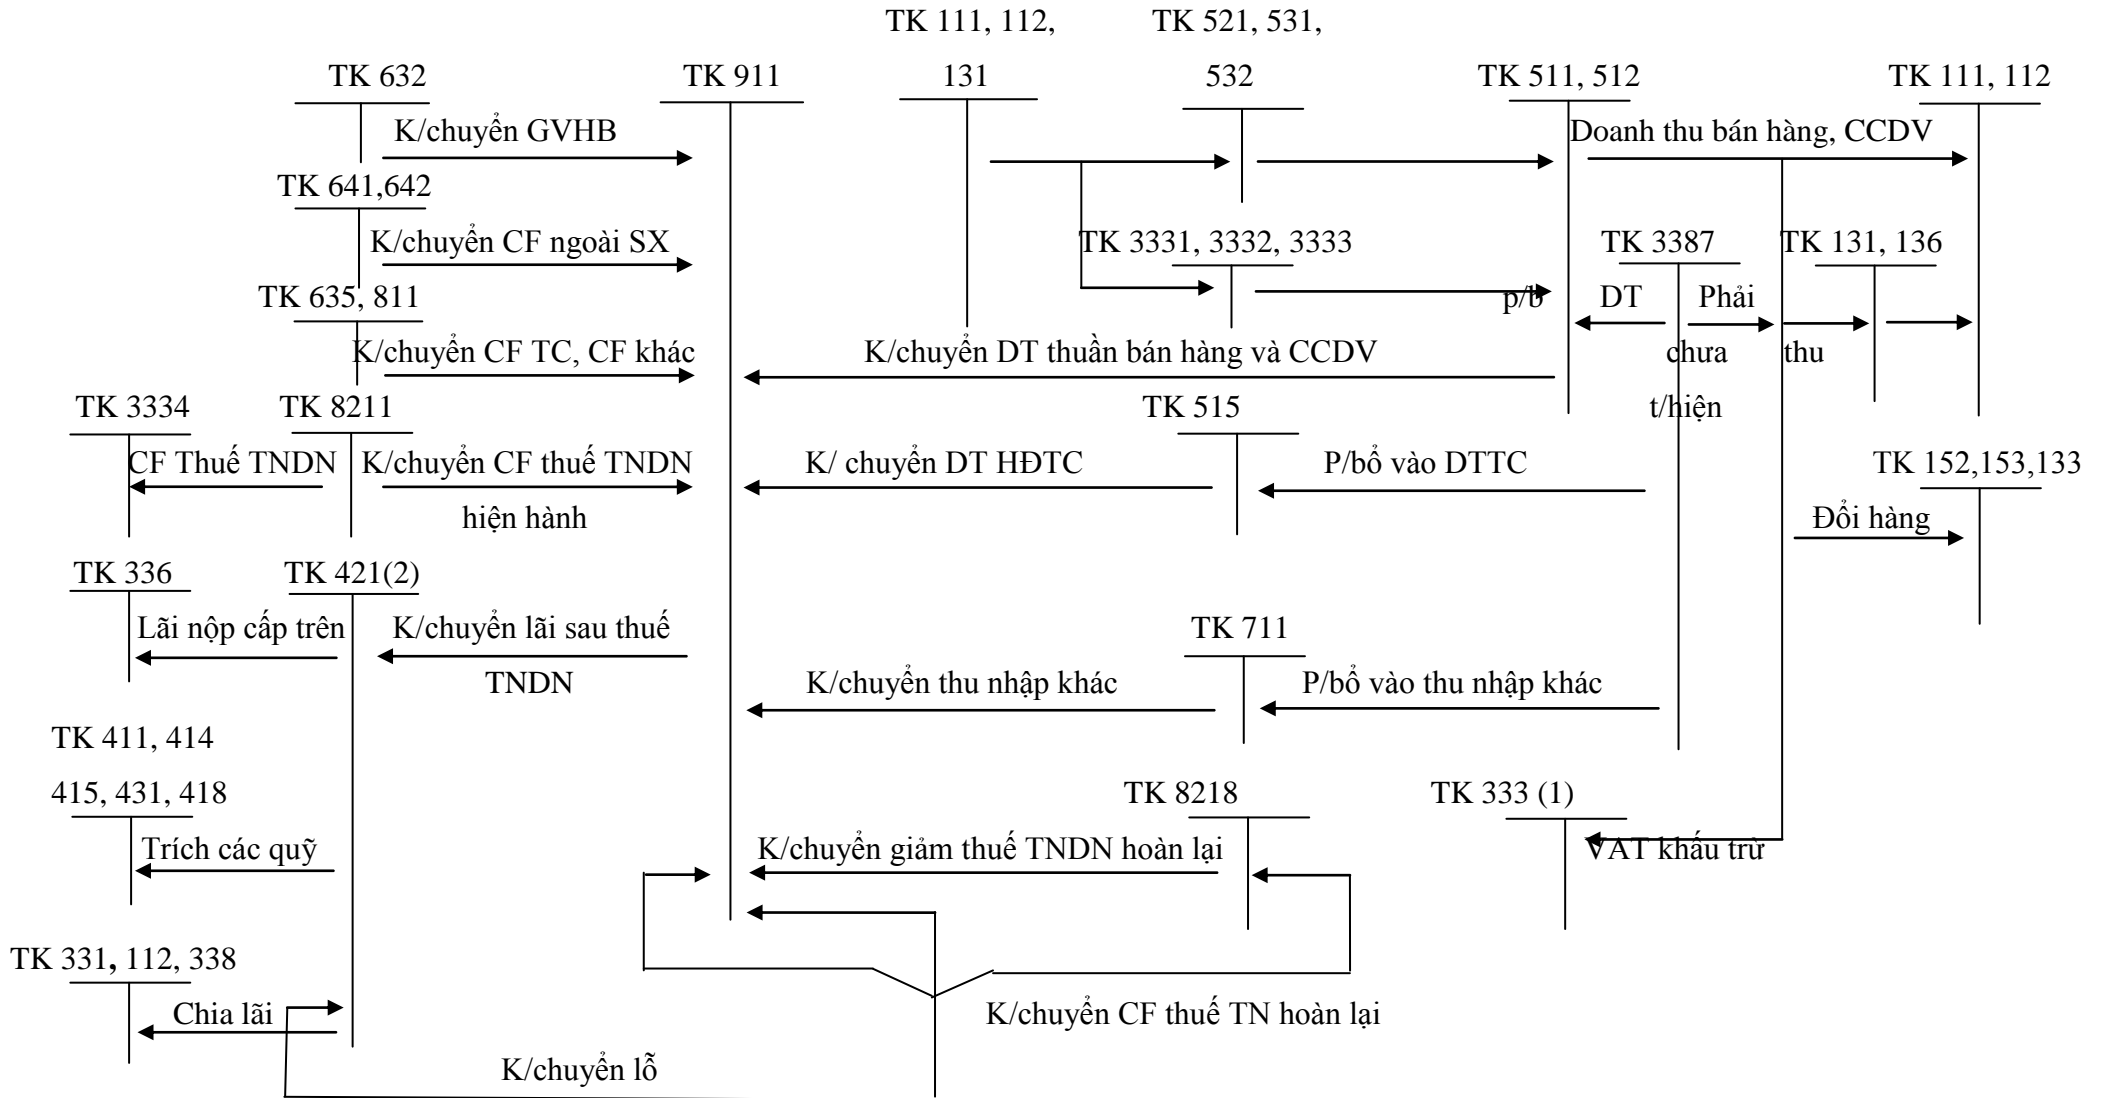 TK 111, 112, TK 521, 531,
TK 632 TK 911 131 532 TK 511, 512 TK 111, 112
K/chuyển GVHB Doanh thu bán hàng, CCDV
TK 641,642
K/chuyển CF ngoài SX TK 3331, 3332, 3333 TK 3387 TK 131, 136
TK 635, 811 p/b DT Phải
K/chuyển CF TC, CF khác K/chuyển DT thuần bán hàng và CCDV chưa thu
TK 3334 TK 8211 TK 515 t/hiện
CF Thuế TNDN K/chuyển CF thuế TNDN K/ chuyển DT HĐTC P/bổ vào DTTC TK 152,153,133
hiện hành Đổi hàng
TK 336 TK 421(2)
Lãi nộp cấp trên K/chuyển lãi sau thuế TK 711
TNDN K/chuyển thu nhập khác P/bổ vào thu nhập khác
TK 411, 414
415, 431, 418 TK 8218 TK 333 (1)
Trích các quỹ K/chuyển giảm thuế TNDN hoàn lại VAT khấu trừ
TK 331, 112, 338
Chia lãi K/chuyển CF thuế TN hoàn lại
K/chuyển lỗ